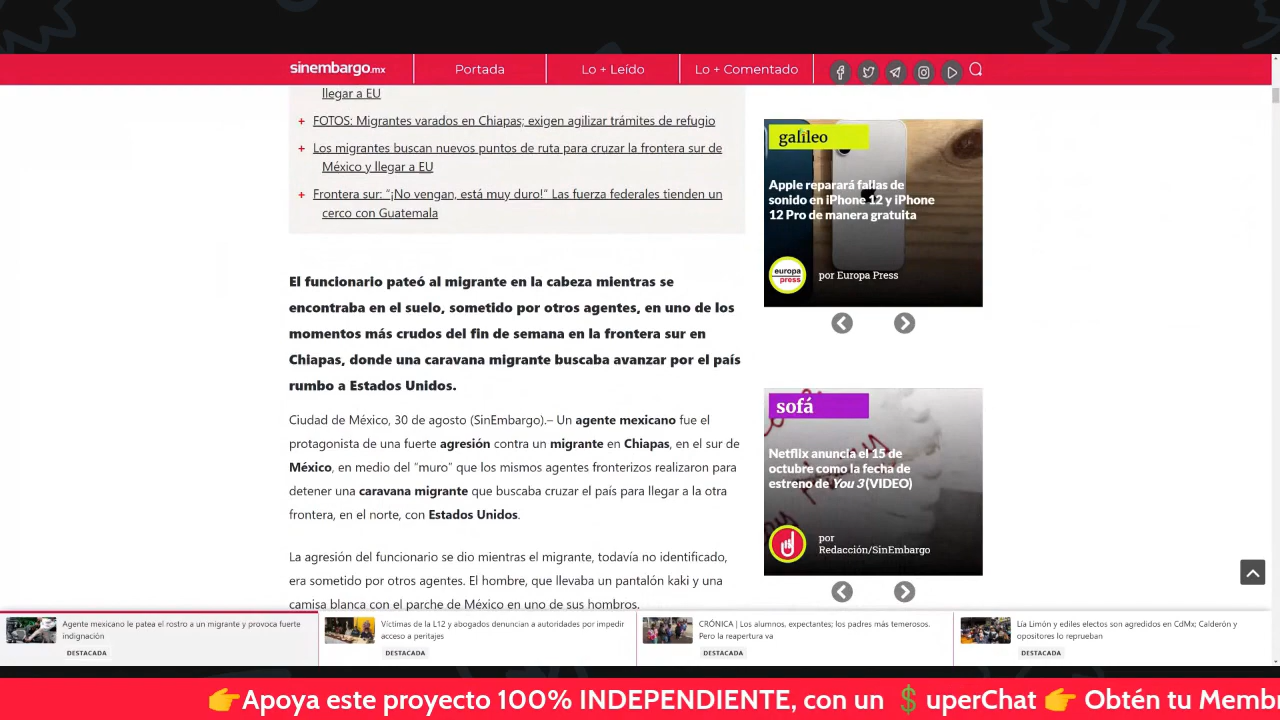 sinembargo.mx
Portada
Lo + Leído
Lo + Comentado
llegar a EU
+ FOTOS: Migrantes varados en Chiapas; exigen agilizar trámites de refugio
+ Los migrantes buscan nuevos puntos de ruta para cruzar la frontera sur de
México y llegar a EU
+ Frontera sur: “¡No vengan, está muy duro!” Las fuerza federales tienden un
cerco con Guatemala
El funcionario pateó al migrante en la cabeza mientras se
encontraba en el suelo, sometido por otros agentes, en uno de los
momentos más crudos del fin de semana en la frontera sur en
Chiapas, donde una caravana migrante buscaba avanzar por el país
rumbo a Estados Unidos.
Ciudad de México, 30 de agosto (SinEmbargo).– Un agente mexicano fue el
protagonista de una fuerte agresión contra un migrante en Chiapas, en el sur de
México, en medio del “muro” que los mismos agentes fronterizos realizaron para
detener una caravana migrante que buscaba cruzar el país para llegar a la otra
frontera, en el norte, con Estados Unidos.
La agresión del funcionario se dio mientras el migrante, todavía no identificado,
era sometido por otros agentes. El hombre, que llevaba un pantalón kaki y una
camisa blanca con el parche de México en uno de sus hombros.
galileo
Apple reparará fallas de
sonido en iPhone 12 y iPhone
12 Pro de manera gratuita
europa
press
por Europa Press
sofá
Netflix anuncia el 15 de
octubre como la fecha de
estreno de You 3 (VIDEO)
por
Redacción/SinEmbargo
Agente mexicano le patea el rostro a un migrante y provoca fuerte
indignación
DESTACADA
Víctimas de la L12 y abogados denuncian a autoridades por impedir
acceso a peritajes
DESTACADA
CRÓNICA | Los alumnos, expectantes; los padres más temerosos.
Pero la reapertura va
DESTACADA
Lía Limón y ediles electos son agredidos en CdMx; Calderón y
opositores lo reprueban
DESTACADA
👉Apoya este proyecto 100% INDEPENDIENTE, con un 💲uperChat 👉 Obtén tu Memb